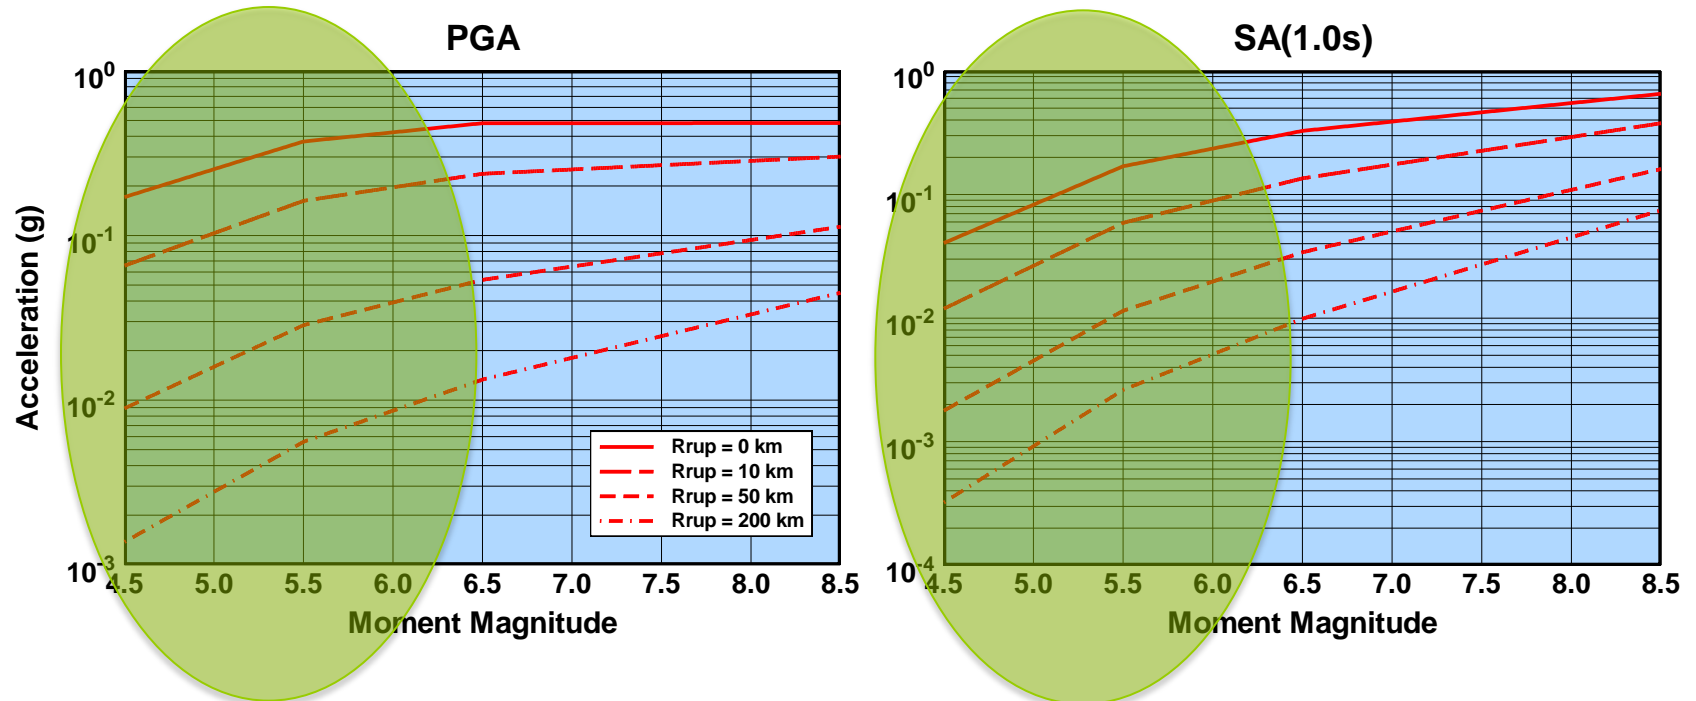 PGA
SA(1.0s)
10^0
10^-1
10^-2
10^-3
Acceleration (g)
4.5 5.0 5.5 6.0 6.5 7.0 7.5 8.0 8.5
Moment Magnitude
Rrup = 0 km
Rrup = 10 km
Rrup = 50 km
Rrup = 200 km
10^0
10^-1
10^-2
10^-3
10^-4
4.5 5.0 5.5 6.0 6.5 7.0 7.5 8.0 8.5
Moment Magnitude